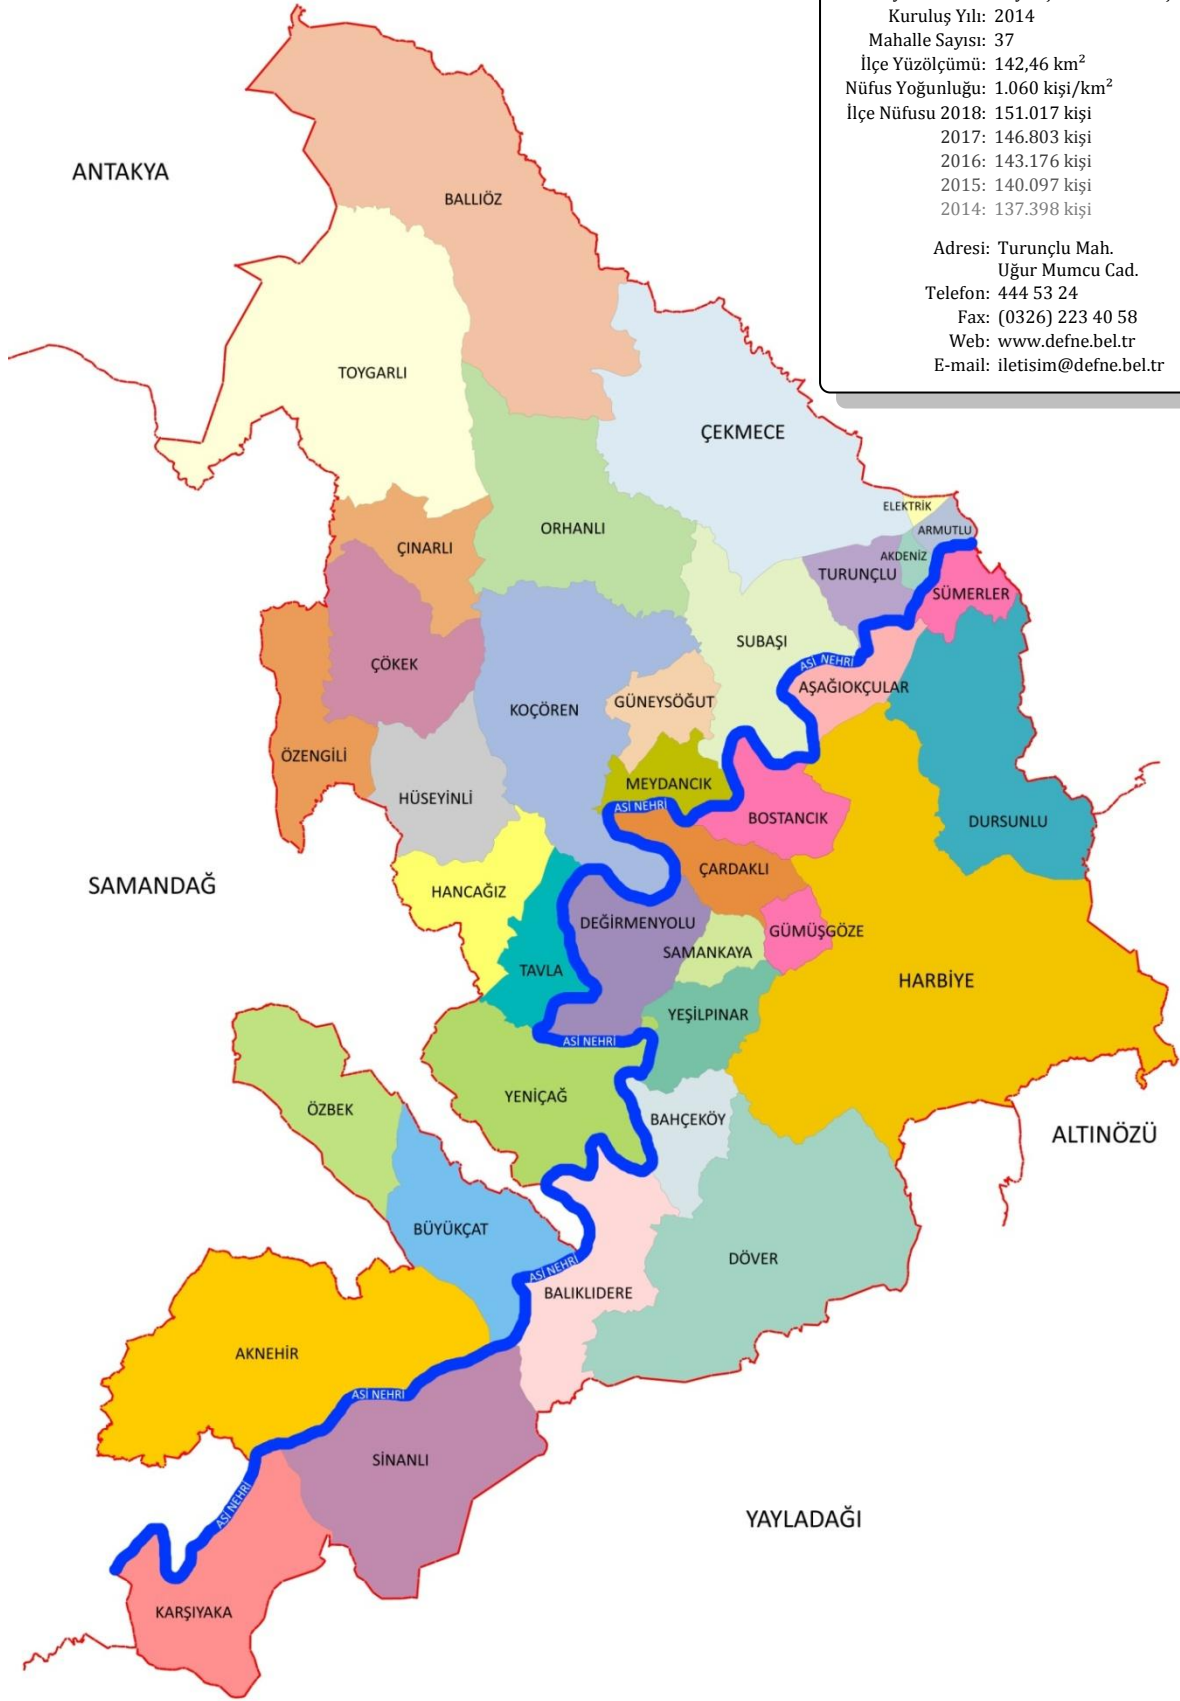 Kuruluş Yılı: 2014
Mahalle Sayısı: 37
İlçe Yüzölçümü: 142,46 km²
Nüfus Yoğunluğu: 1.060 kişi/km²
İlçe Nüfusu 2018: 151.017 kişi
2017: 146.803 kişi
2016: 143.176 kişi
2015: 140.097 kişi
2014: 137.398 kişi
Adresi: Turunçlu Mah.
Uğur Mumcu Cad.
Telefon: 444 53 24
Fax: (0326) 223 40 58
Web: www.defne.bel.tr
E-mail: iletisim@defne.bel.tr
ANTAKYA
BALLIÖZ
TOYGARLI
ÇEKMECE
ELEKTRİK
ARMUTLU
ORHANLI
ÇINARLI
AKDENİZ
TURUNÇLU
SÜMERLER
SUBAŞI
ASİ NEHRİ
ÇÖKEK
AŞAĞIOKÇULAR
GÜNEYSÖĞUT
KOÇÖREN
ÖZENGİLİ
MEYDANCIK
HÜSEYİNLİ
ASİ NEHRİ
BOSTANCIK
DURSUNLU
ÇARDAKLI
SAMANDAĞ
HANCAĞIZ
DEĞİRMENYOLU
GÜMÜŞGÖZE
SAMANKAYA
TAVLA
HARBİYE
YEŞİLPINAR
ASİ NEHRİ
YENİÇAĞ
ÖZBEK
BAHÇEKÖY
ALTINÖZÜ
BÜYÜKÇAT
DÖVER
ASİ NEHRİ
BALIKLIDERE
AKNEHİR
ASİ NEHRİ
SİNANLI
ASİ NEHRİ
YAYLADAĞI
KARŞIYAKA